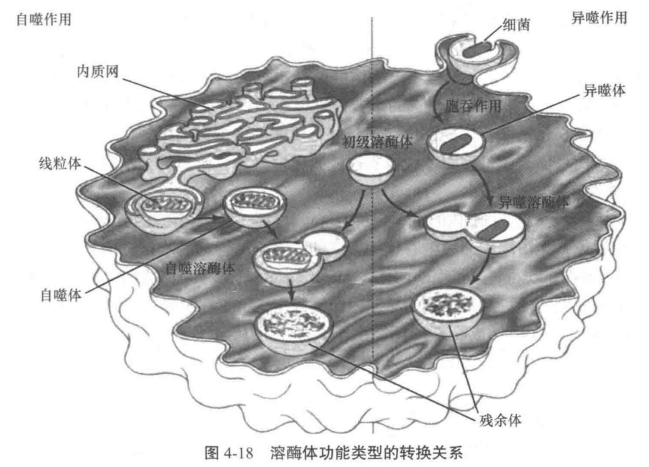 自噬作用
异噬作用
细菌
内质网
异噬体
胞吞作用
初级溶酶体
线粒体
异噬溶酶体
自噬溶酶体
自噬体
残余体
图 4-18 溶酶体功能类型的转换关系